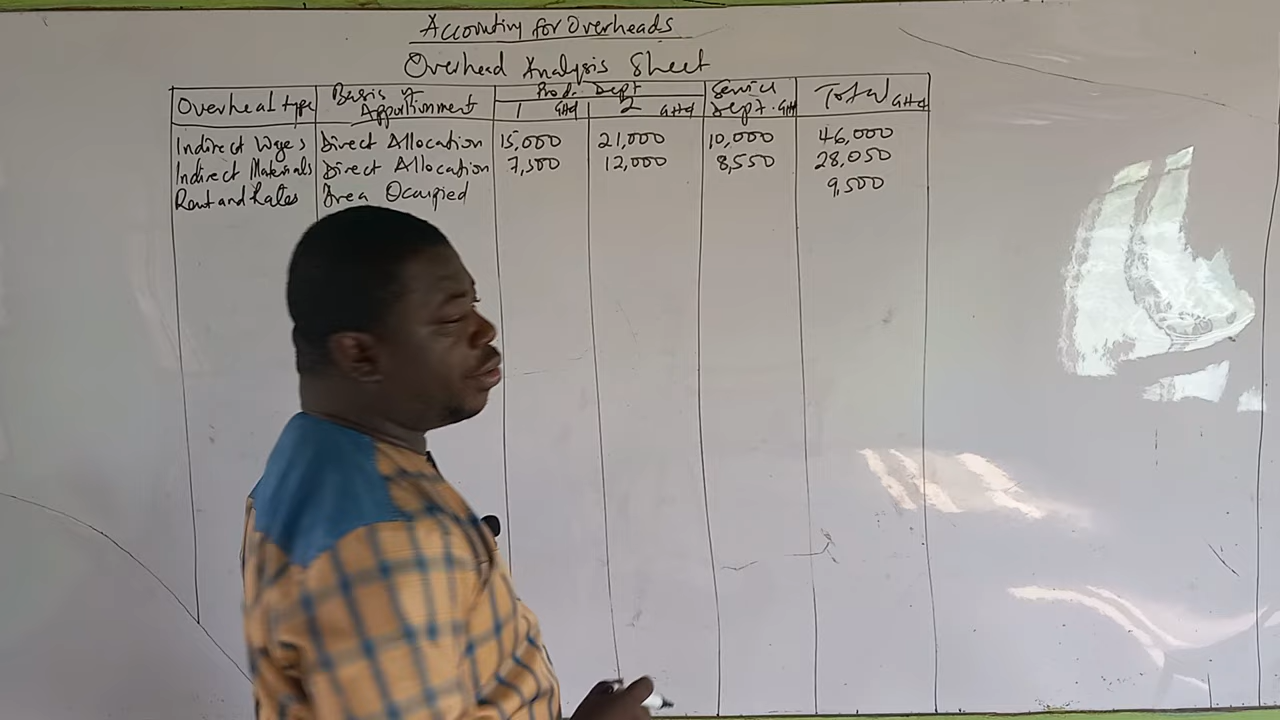 Accounting for Overheads
Overhead Analysis Sheet
Overhead type Basis of Apportionment Prod. Dept Service Dept. GH¢ Total GH¢
1 GH¢ 2 GH¢
Indirect Wages Direct Allocation 15,000 21,000 10,000 46,000
Indirect Materials Direct Allocation 7,500 12,000 8,550 28,050
Rent and Rates Area Occupied 9,500